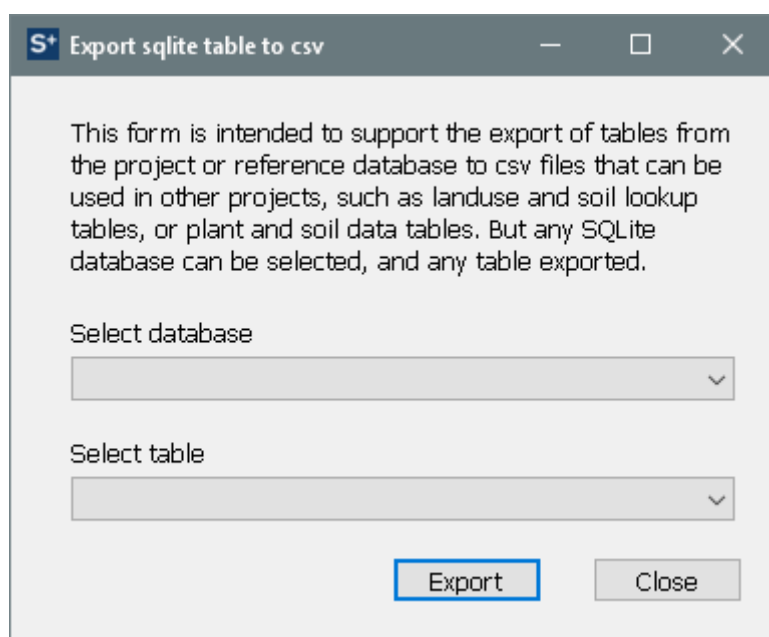 S+ Export sqlite table to csv
This form is intended to support the export of tables from
the project or reference database to csv files that can be
used in other projects, such as landuse and soil lookup
tables, or plant and soil data tables. But any SQLite
database can be selected, and any table exported.
Select database
Select table
Export Close